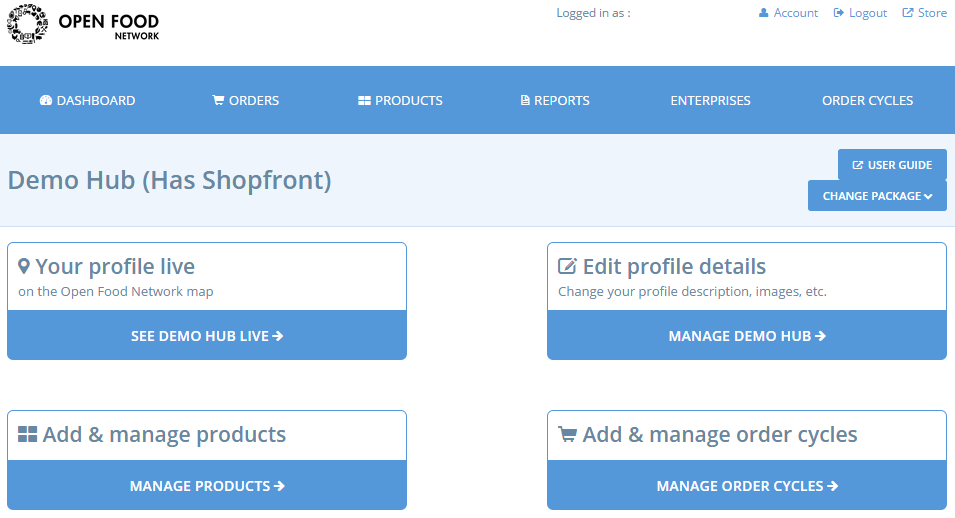 OPEN FOOD
NETWORK
Logged in as :
Account
Logout
Store
DASHBOARD
ORDERS
PRODUCTS
REPORTS
ENTERPRISES
ORDER CYCLES
Demo Hub (Has Shopfront)
USER GUIDE
CHANGE PACKAGE
Your profile live
on the Open Food Network map
SEE DEMO HUB LIVE
Edit profile details
Change your profile description, images, etc.
MANAGE DEMO HUB
Add & manage products
MANAGE PRODUCTS
Add & manage order cycles
MANAGE ORDER CYCLES